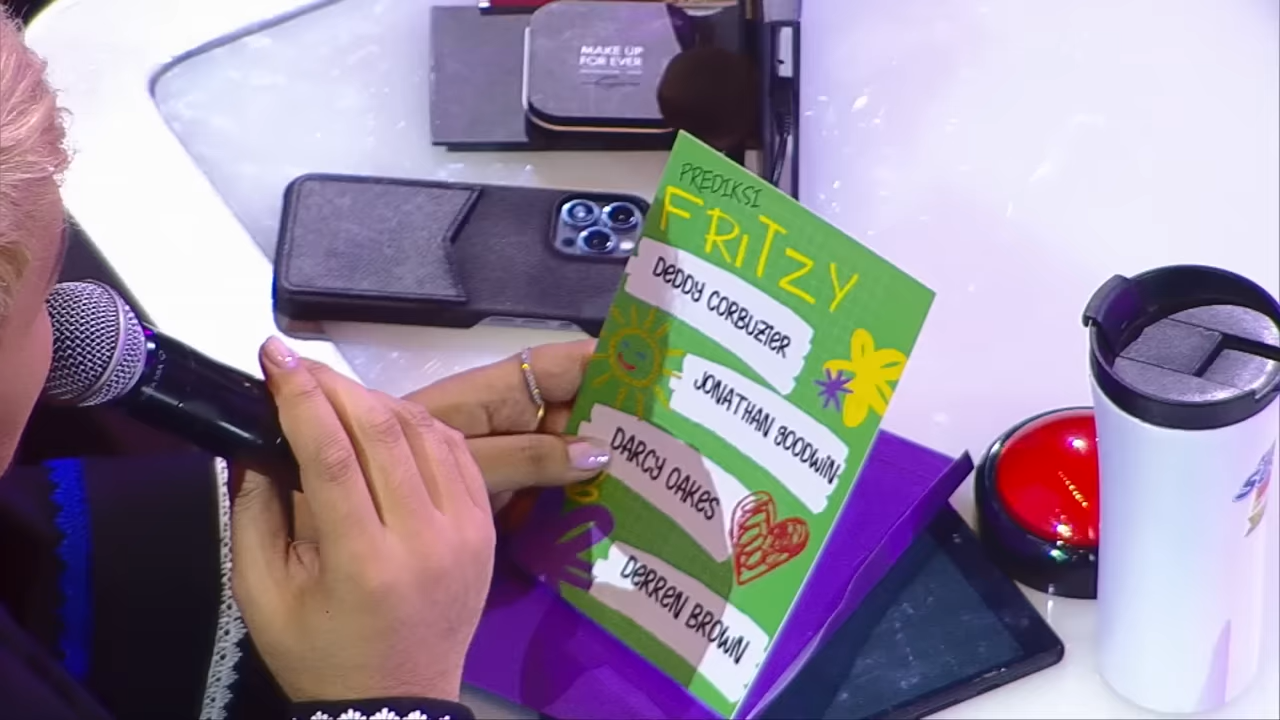 MAKE UP
FOR EVER
PREDIKSI
FRITZY
DEDDY CORBUZIER
JONATHAN GOODWIN
DARCY OAKES
DERREN BROWN